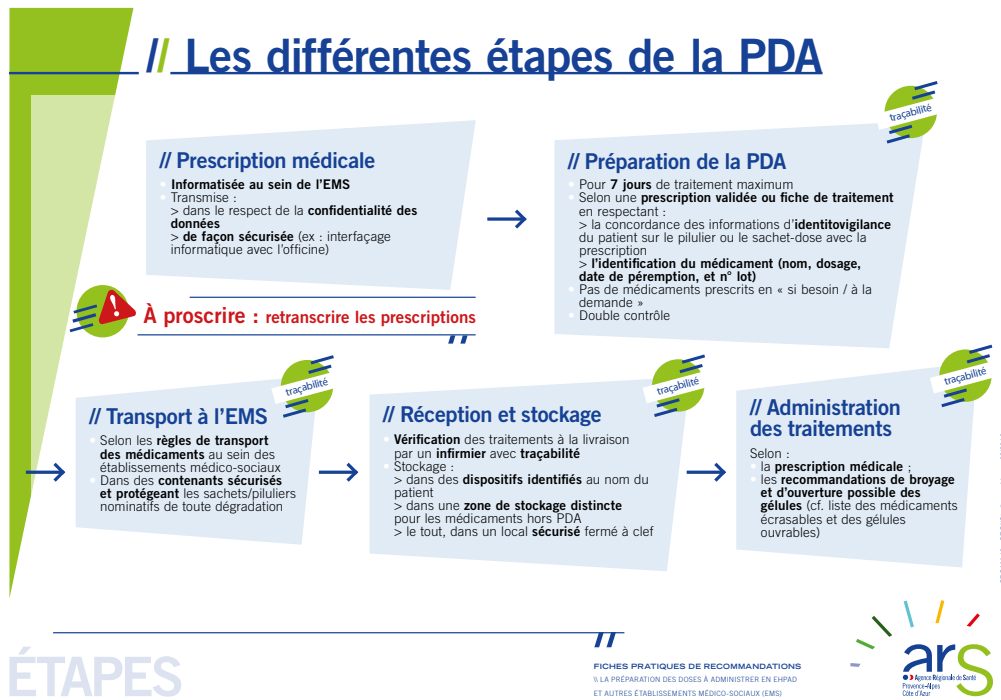 // Les différentes étapes de la PDA
// Prescription médicale
Informatisée au sein de l'EMS
Transmise :
> dans le respect de la confidentialité des
données
> de façon sécurisée (ex : interfaçage
informatique avec l'officine)
À proscrire : retranscrire les prescriptions
traçabilité
// Préparation de la PDA
Pour 7 jours de traitement maximum
Selon une prescription validée ou fiche de traitement
en respectant :
> la concordance des informations d'identitovigilance
du patient sur le pilulier ou le sachet-dose avec la
prescription
> l'identification du médicament (nom, dosage,
date de péremption, et n° lot)
Pas de médicaments prescrits en « si besoin / à la
demande »
Double contrôle
traçabilité
// Transport à l'EMS
Selon les règles de transport
des médicaments au sein des
établissements médico-sociaux
Dans des contenants sécurisés
et protégeant les sachets/piluliers
nominatifs de toute dégradation
traçabilité
// Réception et stockage
Vérification des traitements à la livraison
par un infirmier avec traçabilité
Stockage :
> dans des dispositifs identifiés au nom du
patient
> dans une zone de stockage distincte
pour les médicaments hors PDA
> le tout, dans un local sécurisé fermé à clef
traçabilité
// Administration
des traitements
Selon :
la prescription médicale ;
les recommandations de broyage
et d'ouverture possible des
gélules (cf. liste des médicaments
écrasables et des gélules
ouvrables)
ÉTAPES
FICHES PRATIQUES DE RECOMMANDATIONS
\\ LA PRÉPARATION DES DOSES À ADMINISTRER EN EHPAD
ET AUTRES ÉTABLISSEMENTS MÉDICO-SOCIAUX (EMS)
ars
Agence Régionale de Santé
Provence-Alpes
Côte d'Azur